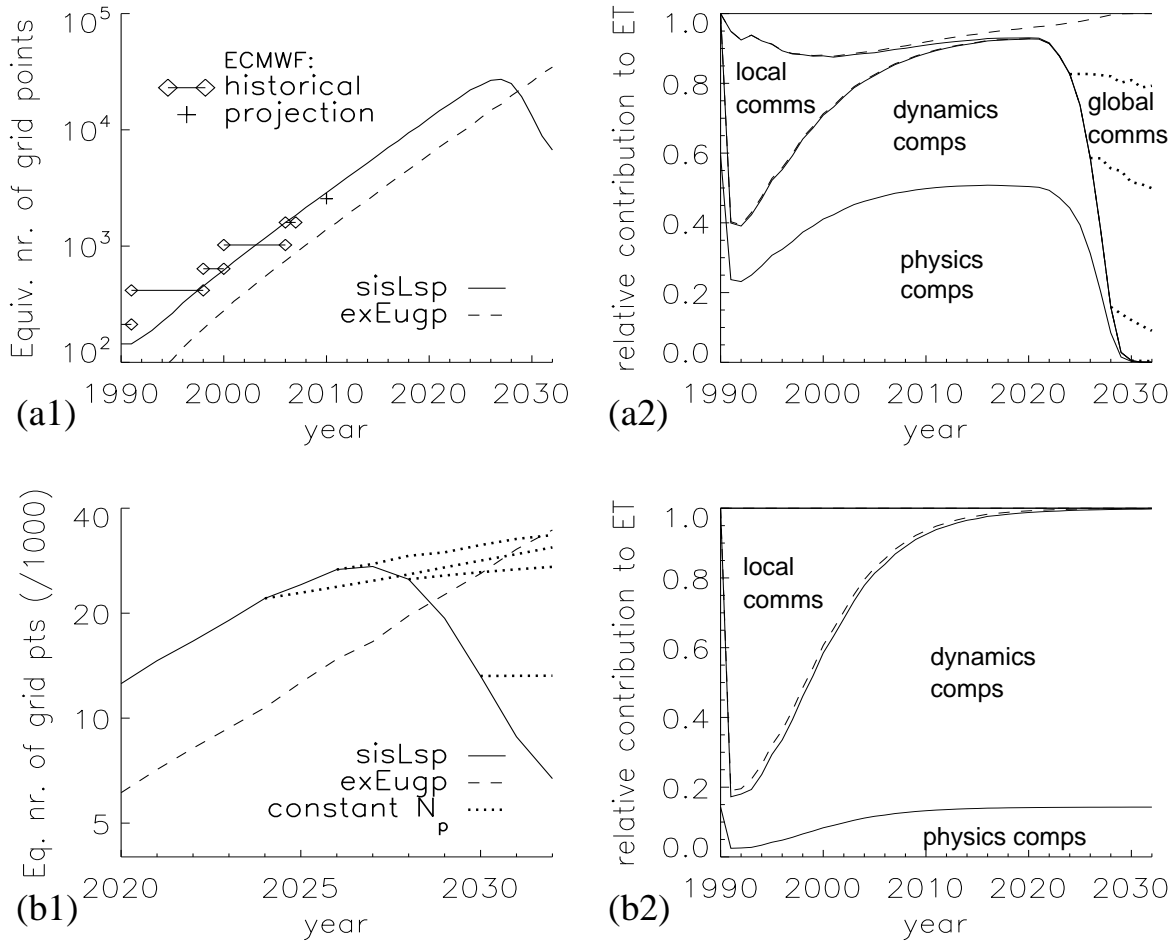 Equiv. nr. of grid points
10^5
10^4
10^3
10^2
ECMWF:
historical
projection
sisLsp
exEugp
1990 2000 2010 2020 2030
year
(a1)
relative contribution to ET
1.0
0.8
0.6
0.4
0.2
0.0
local
comms
dynamics
comps
global
comms
physics
comps
1990 2000 2010 2020 2030
year
(a2)
Eq. nr. of grid pts (/1000)
40
20
10
5
sisLsp
exEugp
constant N_p
2020 2025 2030
year
(b1)
relative contribution to ET
1.0
0.8
0.6
0.4
0.2
0.0
local
comms
dynamics
comps
physics comps
1990 2000 2010 2020 2030
year
(b2)